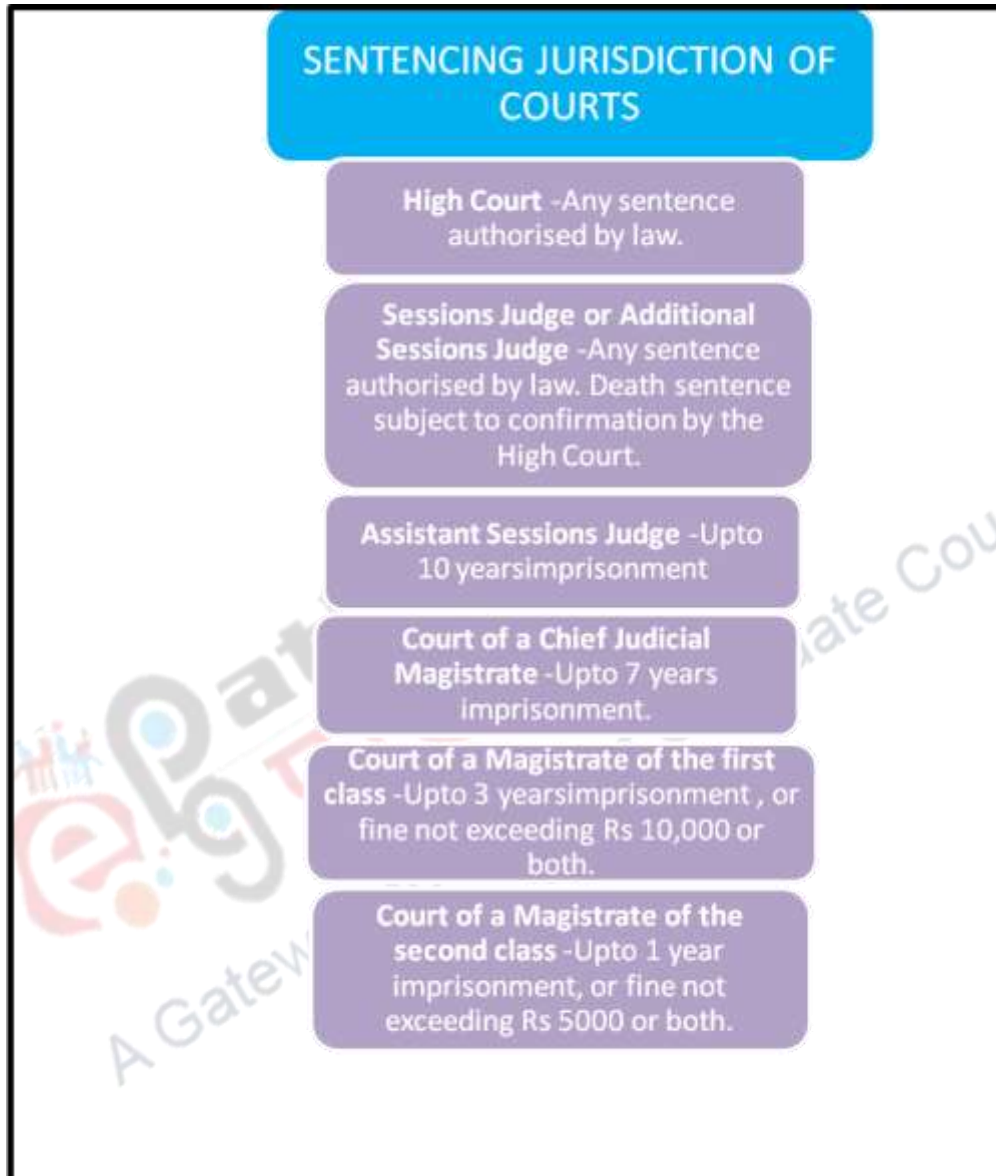 SENTENCING JURISDICTION OF
COURTS
High Court -Any sentence
authorised by law.
Sessions Judge or Additional
Sessions Judge -Any sentence
authorised by law. Death sentence
subject to confirmation by the
High Court.
Assistant Sessions Judge -Upto
10 yearsimprisonment
Court of a Chief Judicial
Magistrate -Upto 7 years
imprisonment.
Court of a Magistrate of the first
class -Upto 3 yearsimprisonment , or
fine not exceeding Rs 10,000 or
both.
Court of a Magistrate of the
second class -Upto 1 year
imprisonment, or fine not
exceeding Rs 5000 or both.
A Gatew